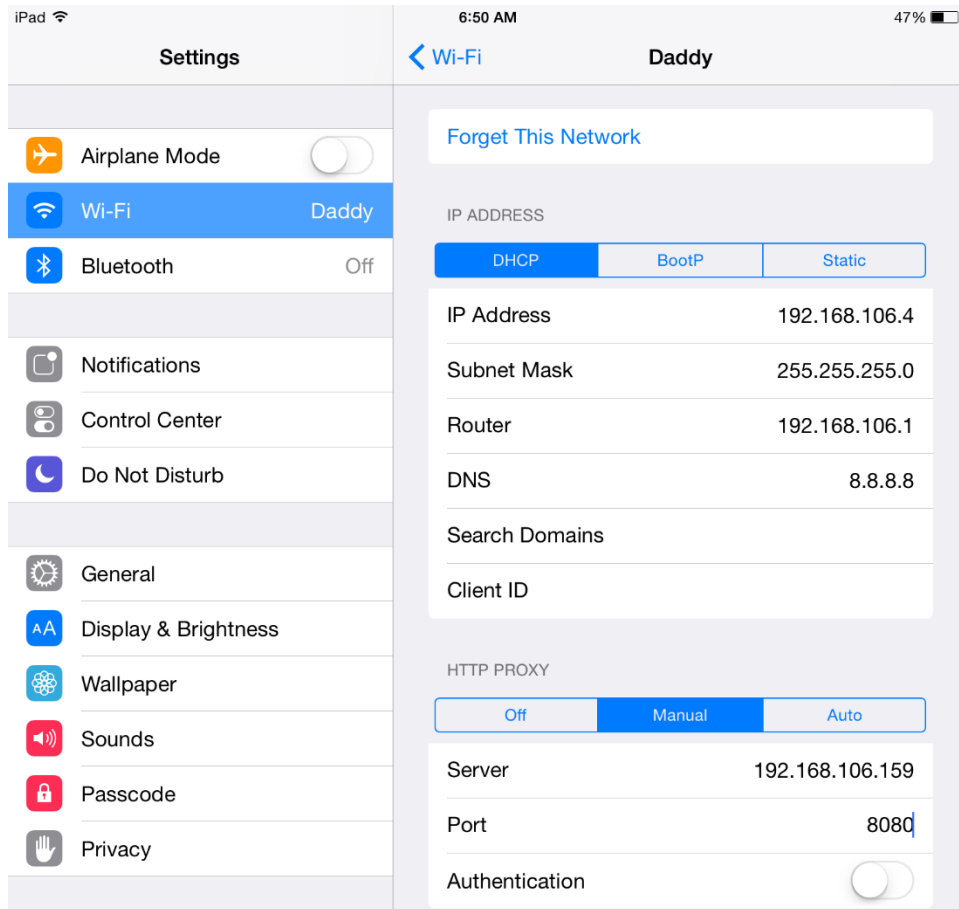 iPad 6:50 AM 47%
Settings
Wi-Fi Daddy
Airplane Mode
Wi-Fi Daddy
Bluetooth Off
Notifications
Control Center
Do Not Disturb
General
AA Display & Brightness
Wallpaper
Sounds
Passcode
Privacy
Forget This Network
IP ADDRESS
DHCP BootP Static
IP Address 192.168.106.4
Subnet Mask 255.255.255.0
Router 192.168.106.1
DNS 8.8.8.8
Search Domains
Client ID
HTTP PROXY
Off Manual Auto
Server 192.168.106.159
Port 8080
Authentication